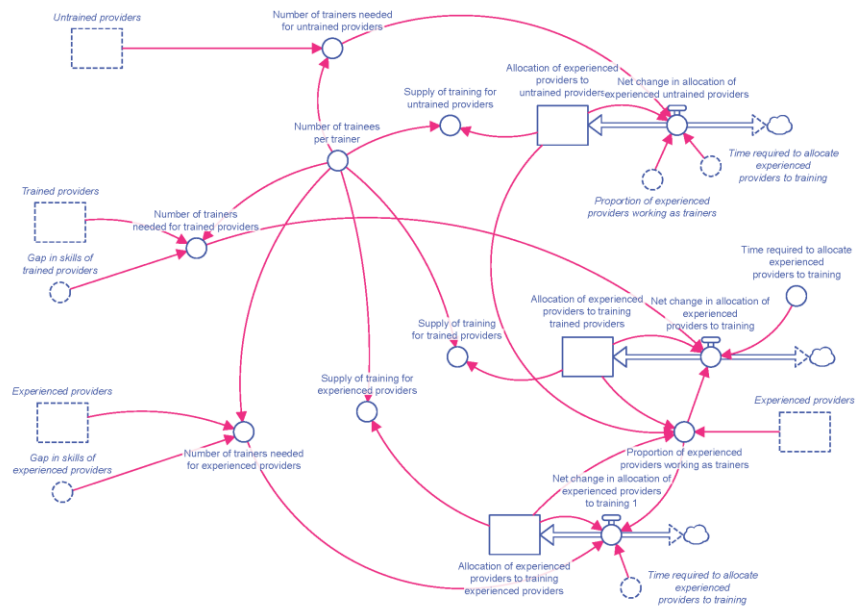 Untrained providers
Number of trainers needed
for untrained providers
Allocation of experienced
providers to
untrained providers
Net change in allocation of
experienced untrained providers
Supply of training for
untrained providers
Number of trainees
per trainer
Time required to allocate
experienced
providers to training
Proportion of experienced
providers working as trainers
Trained providers
Number of trainers
needed for trained providers
Gap in skills of
trained providers
Time required to allocate
experienced
providers to training
Allocation of experienced
providers to training
trained providers
Net change in allocation of
experienced
providers to training
Supply of training
for trained providers
Supply of training for
experienced providers
Experienced providers
Experienced providers
Gap in skills of
experienced providers
Number of trainers needed
for experienced providers
Proportion of experienced
providers working as trainers
Net change in allocation of
experienced providers
to training 1
Allocation of experienced
providers to training
experienced providers
Time required to allocate
experienced
providers to training